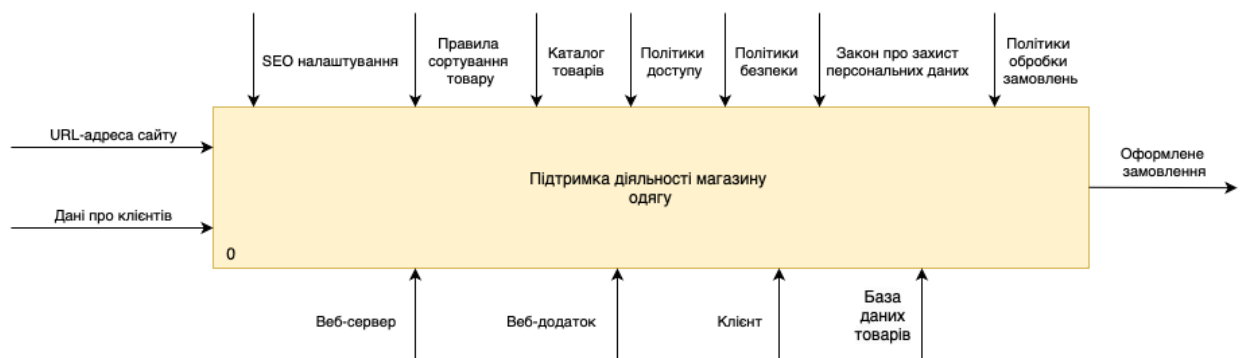 SEO налаштування
Правила
сортування
товару
Каталог
товарів
Політики
доступу
Політики
безпеки
Закон про захист
персональних даних
Політики
обробки
замовлень
URL-адреса сайту
Дані про клієнтів
Підтримка діяльності магазину
одягу
0
Оформлене
замовлення
Веб-сервер
Веб-додаток
Клієнт
База
даних
товарів